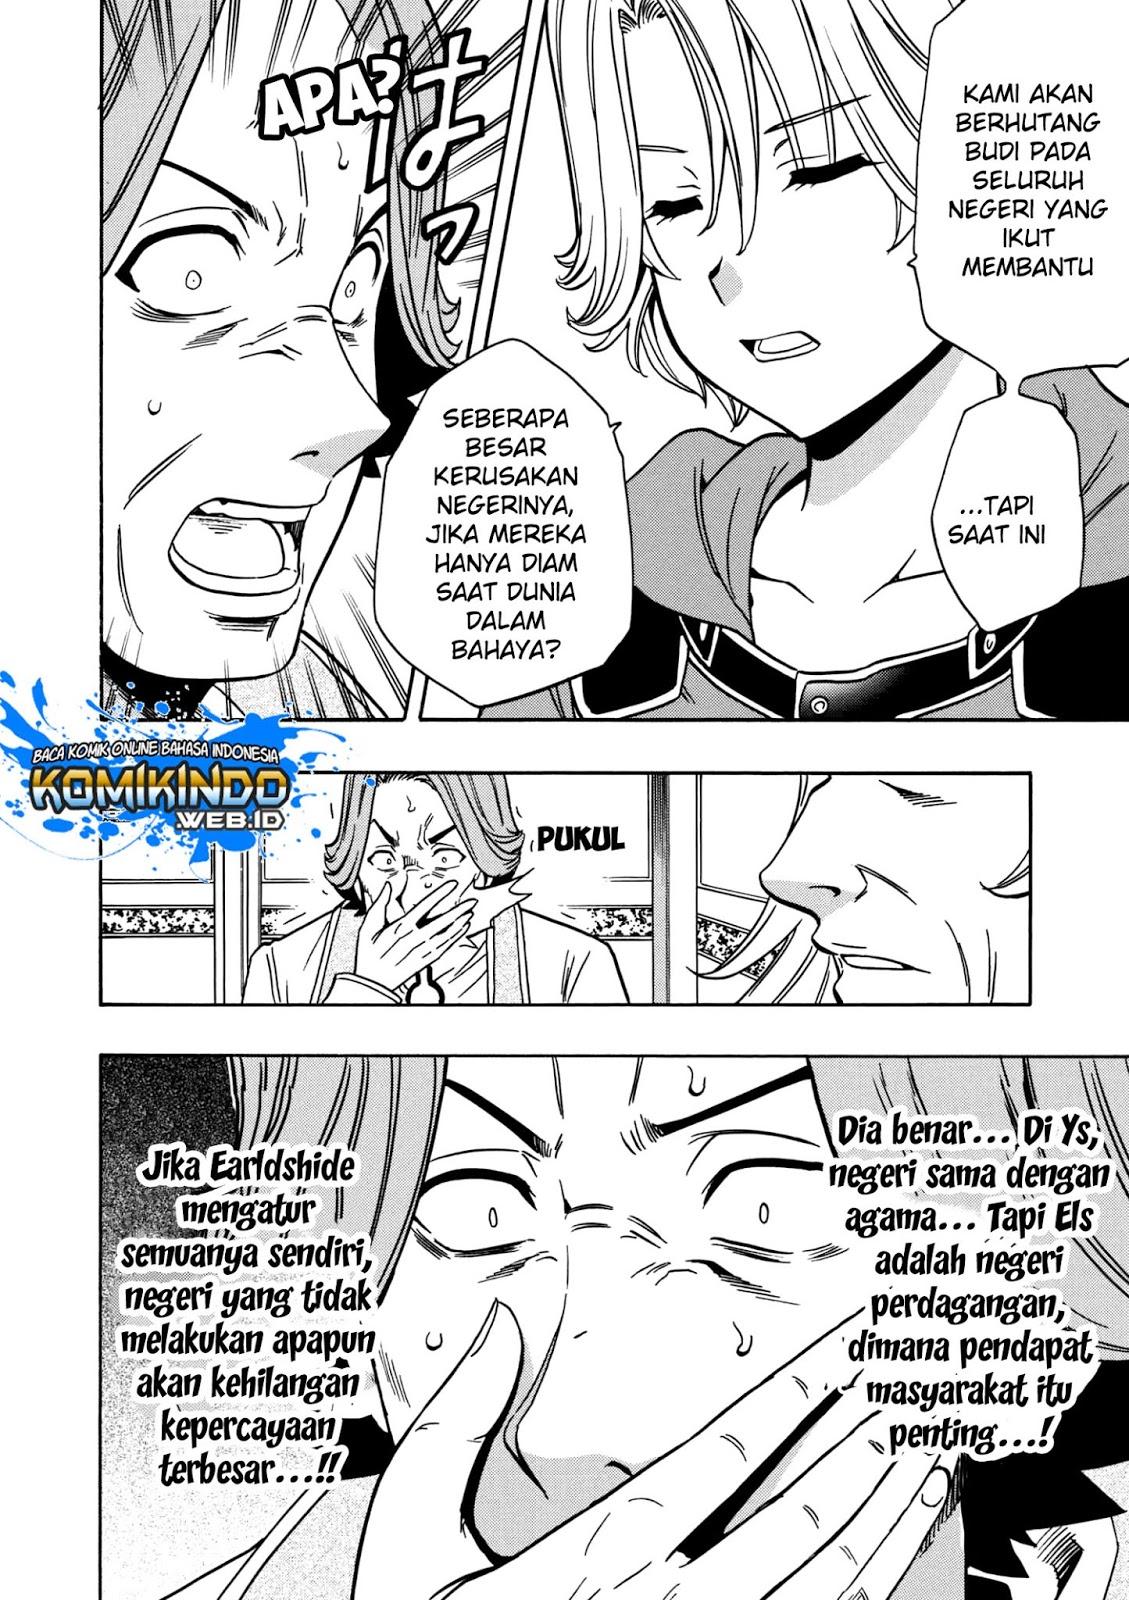 KAMI AKAN
BERHUTANG
BUDI PADA
SELURUH
NEGERI YANG
IKUT
MEMBANTU
...TAPI
SAAT INI
SEBERAPA
BESAR
KERUSAKAN
NEGERINYA,
JIKA MEREKA
HANYA DIAM
SAAT DUNIA
DALAM
BAHAYA?
APA?
はっ
BACA KOMIK ONLINE BAHASA INDONESIA
KOMIKINDO
.WEB.ID
PUKUL
Dia benar... Di Ys,
negeri sama dengan
agama... Tapi Els
adalah negeri
perdagangan,
dimana pendapat
masyarakat itu
penting...!
Jika Earldshide
mengatur
semuanya sendiri,
negeri yang tidak
melakukan apapun
akan kehilangan
kepercayaan
terbesar...!!